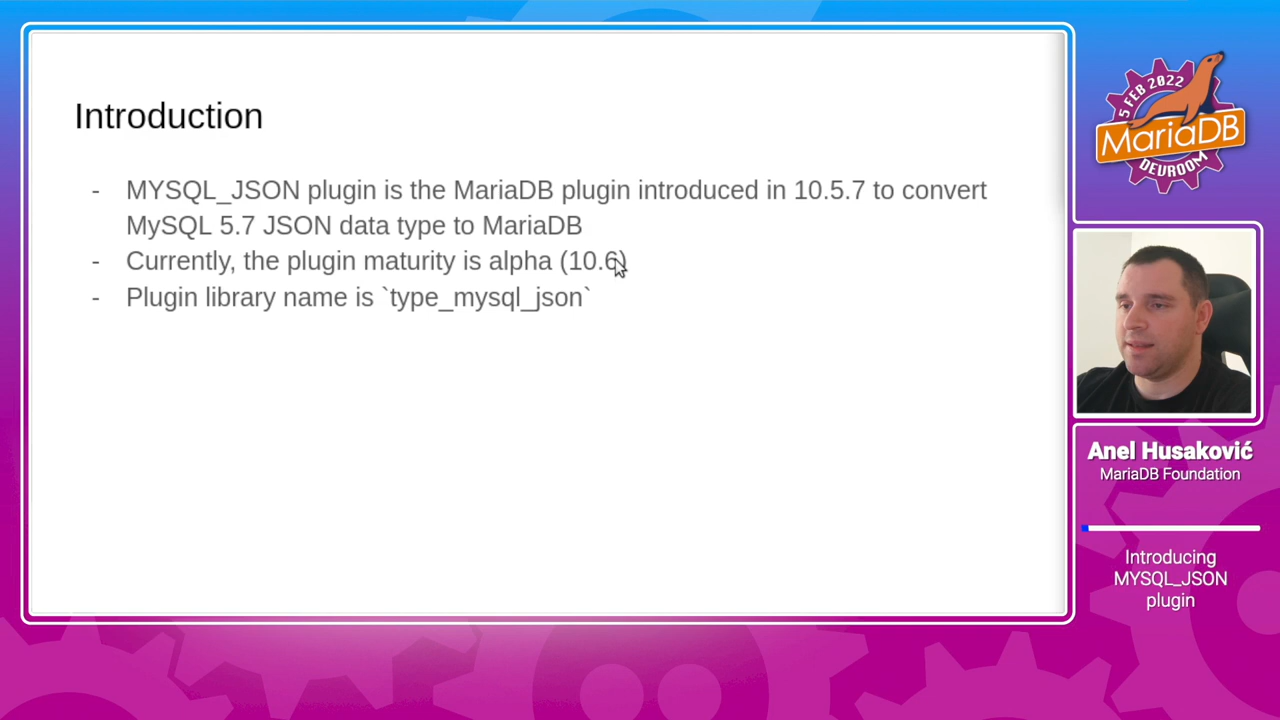 Introduction
- MYSQL_JSON plugin is the MariaDB plugin introduced in 10.5.7 to convert
MySQL 5.7 JSON data type to MariaDB
- Currently, the plugin maturity is alpha (10.6)
- Plugin library name is `type_mysql_json`
5 FEB 2022
MariaDB
DEVROOM
Anel Husaković
MariaDB Foundation
Introducing
MYSQL_JSON
plugin